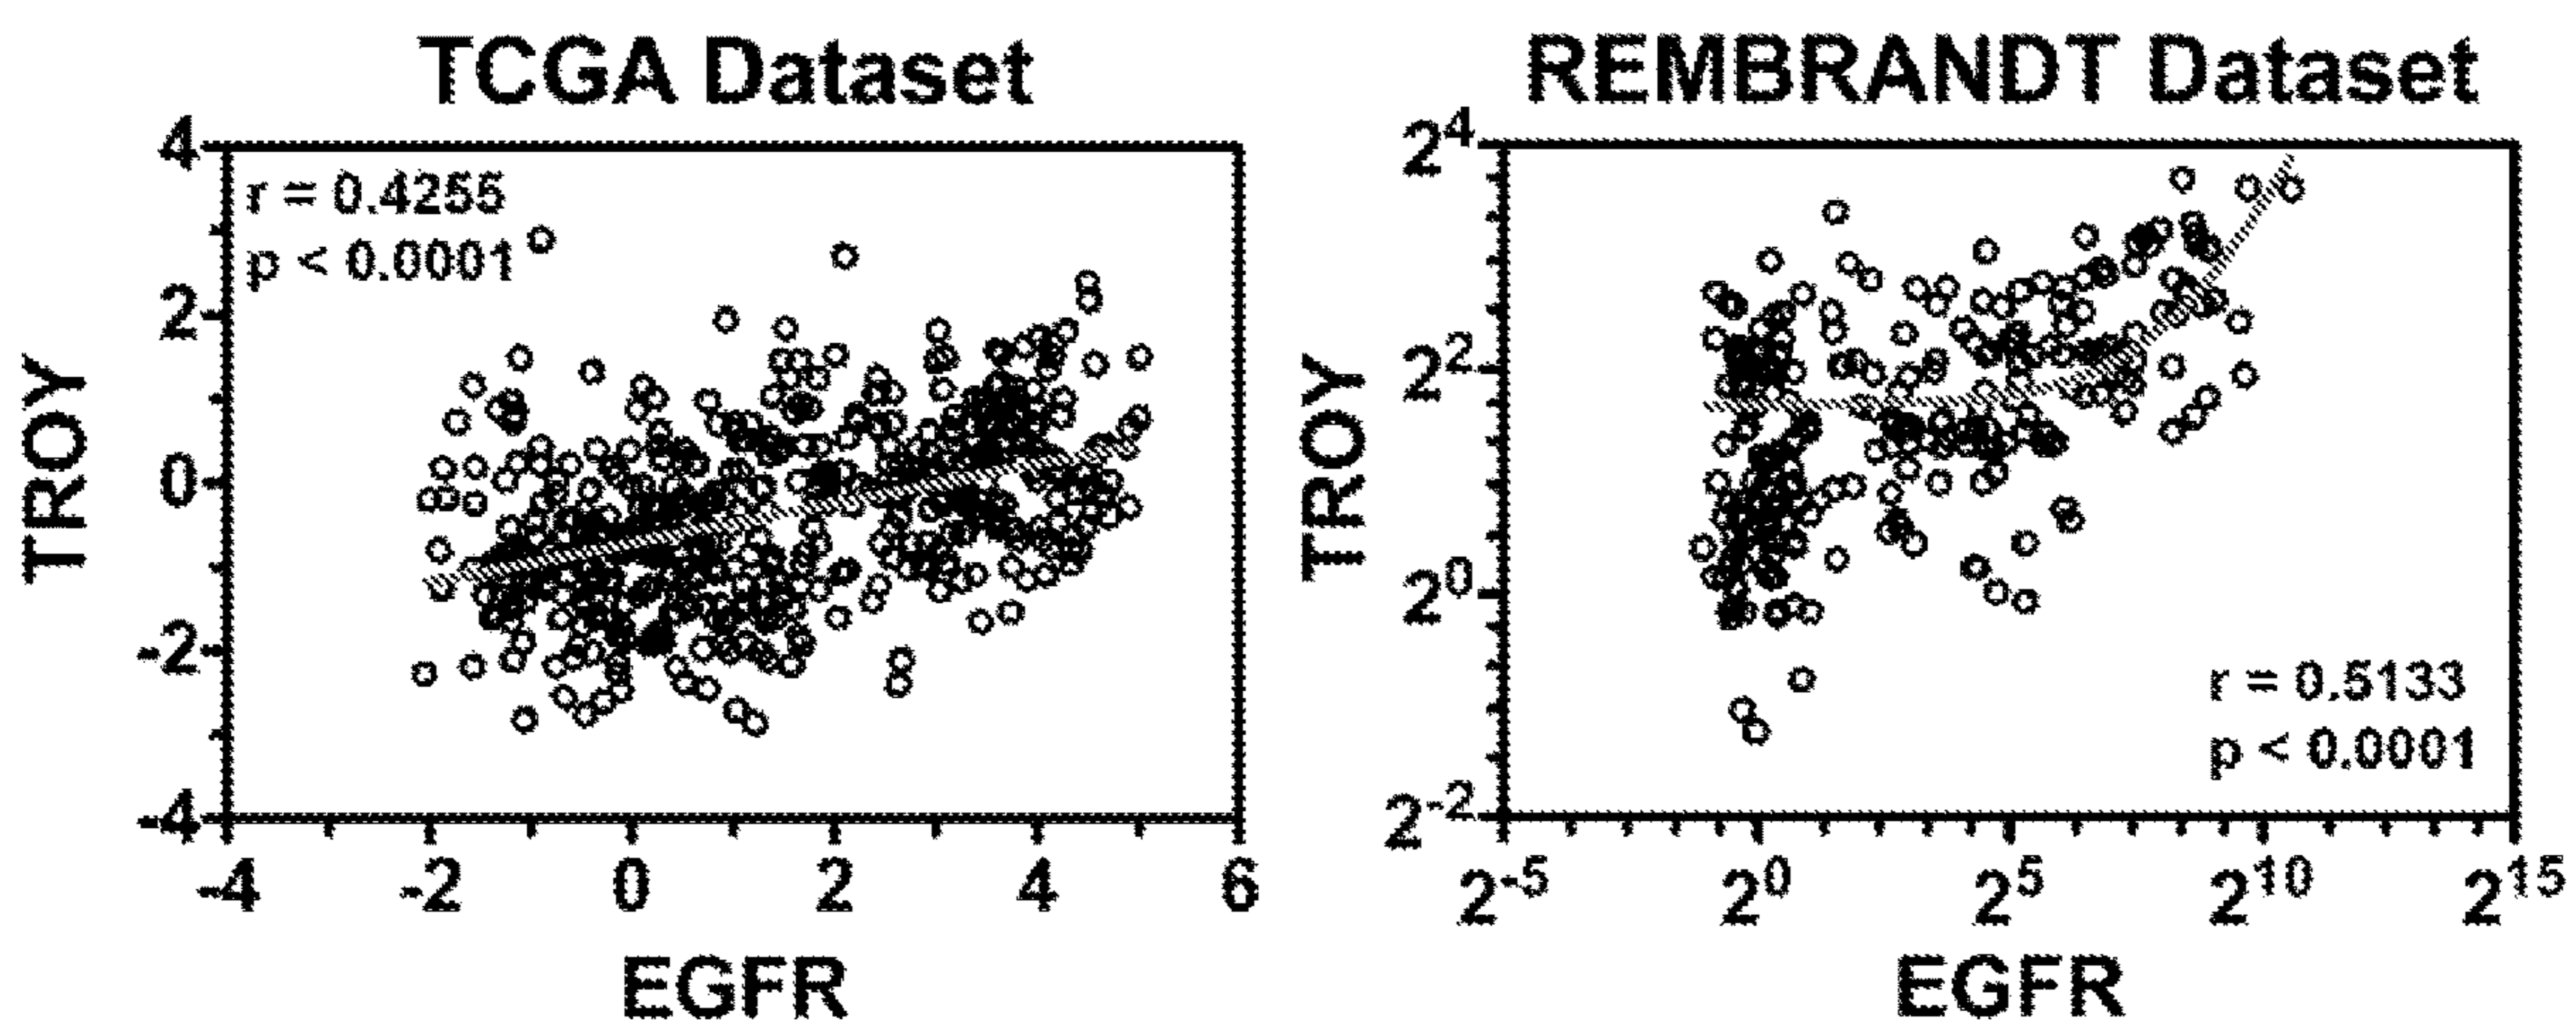 TCGA Dataset
r = 0.4255
p < 0.0001
4
2
0
-2
-4
TROY
-4
-2
0
2
4
6
EGFR
REMBRANDT Dataset
2^4
2^2
2^0
2^-2
TROY
r = 0.5133
p < 0.0001
2^-5
2^0
2^5
2^10
2^15
EGFR